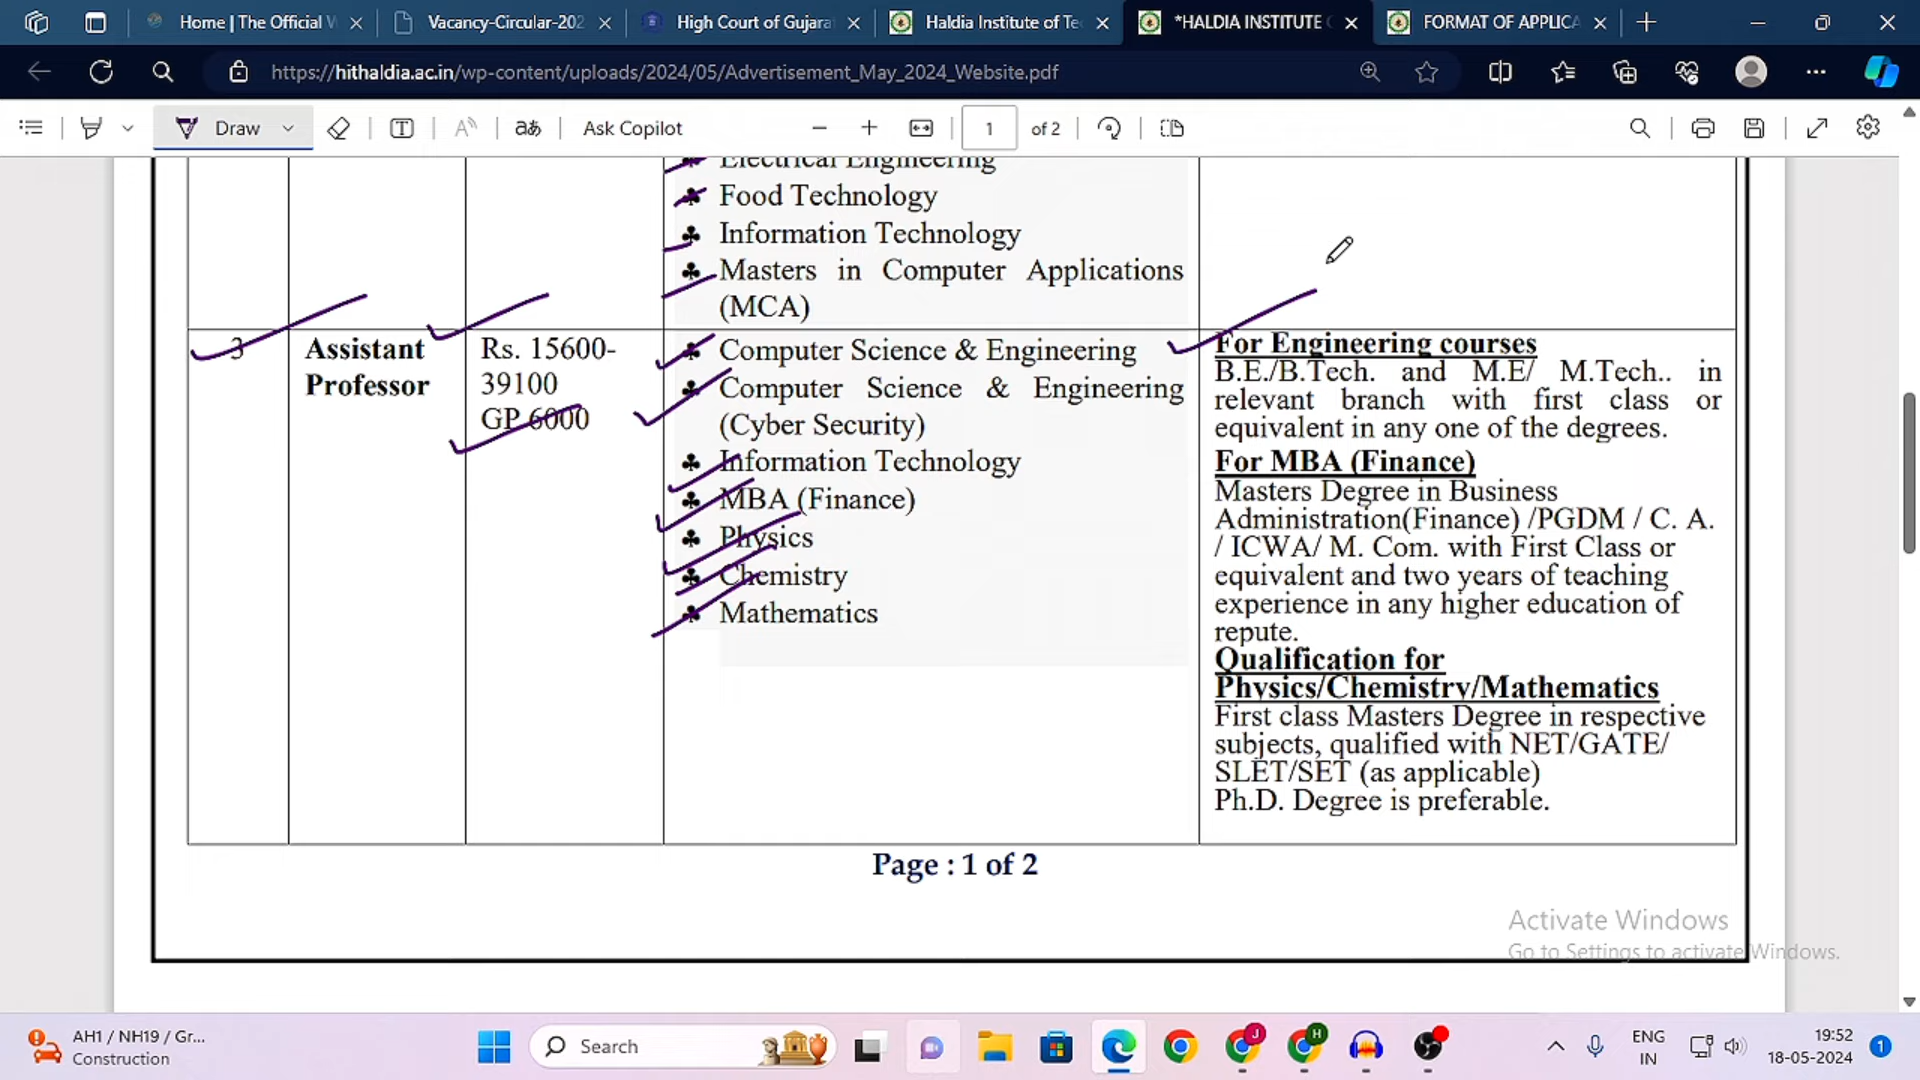 Home | The Official W
Vacancy-Circular-202
High Court of Gujara
Haldia Institute of Te
*HALDIA INSTITUTE O
FORMAT OF APPLICA
https://hithaldia.ac.in/wp-content/uploads/2024/05/Advertisement_May_2024_Website.pdf
Draw
Ask Copilot
1
of 2
Electrical Engineering
Food Technology
Information Technology
Masters in Computer Applications
(MCA)
3
Assistant
Professor
Rs. 15600-
39100
GP 6000
Computer Science & Engineering
Computer Science & Engineering
(Cyber Security)
Information Technology
MBA (Finance)
Physics
Chemistry
Mathematics
For Engineering courses
B.E./B.Tech. and M.E/ M.Tech.. in
relevant branch with first class or
equivalent in any one of the degrees.
For MBA (Finance)
Masters Degree in Business
Administration(Finance) /PGDM / C. A.
/ ICWA/ M. Com. with First Class or
equivalent and two years of teaching
experience in any higher education of
repute.
Qualification for
Physics/Chemistry/Mathematics
First class Masters Degree in respective
subjects, qualified with NET/GATE/
SLET/SET (as applicable)
Ph.D. Degree is preferable.
Page : 1 of 2
Activate Windows
Go to Settings to activate Windows.
AH1 / NH19 / Gr...
Construction
Search
J
H
ENG
IN
19:52
18-05-2024
1